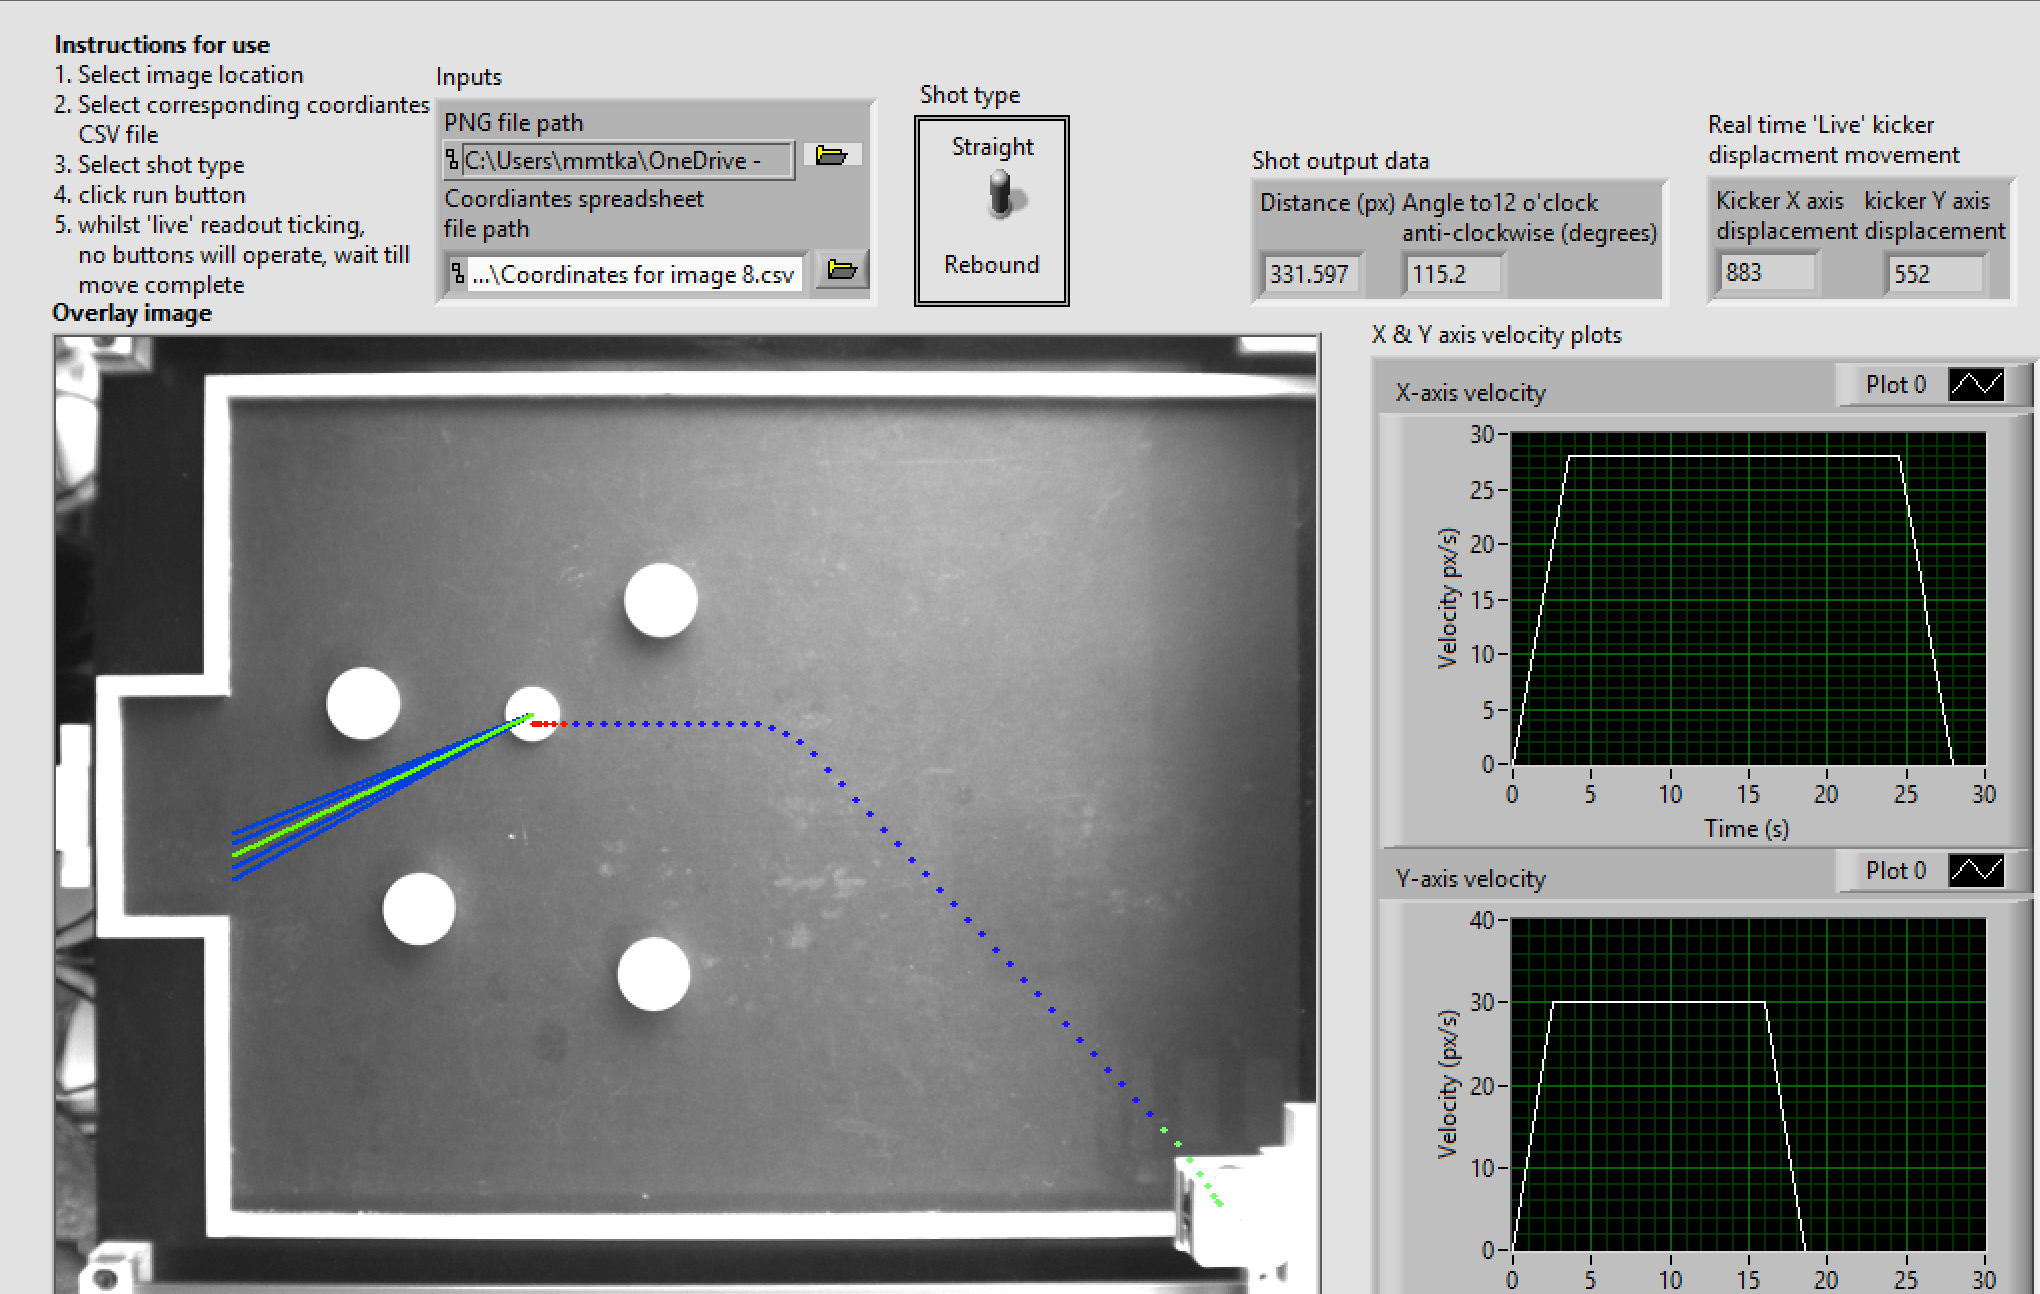 Instructions for use
1. Select image location
2. Select corresponding coordiantes
CSV file
3. Select shot type
4. click run button
5. whilst 'live' readout ticking,
no buttons will operate, wait till
move complete
Overlay image
Inputs
PNG file path
C:\Users\mmtka\OneDrive -
Coordiantes spreadsheet
file path
...\Coordinates for image 8.csv
Shot type
Straight
Rebound
Shot output data
Distance (px)
331.597
Angle to12 o'clock
anti-clockwise (degrees)
115.2
Real time 'Live' kicker
displacment movement
Kicker X axis
displacement
883
kicker Y axis
displacement
552
X & Y axis velocity plots
X-axis velocity
Plot 0
Velocity px/s)
30
25
20
15
10
5
0
0 5 10 15 20 25 30
Time (s)
Y-axis velocity
Plot 0
Velocity (px/s)
40
30
20
10
0
0 5 10 15 20 25 30